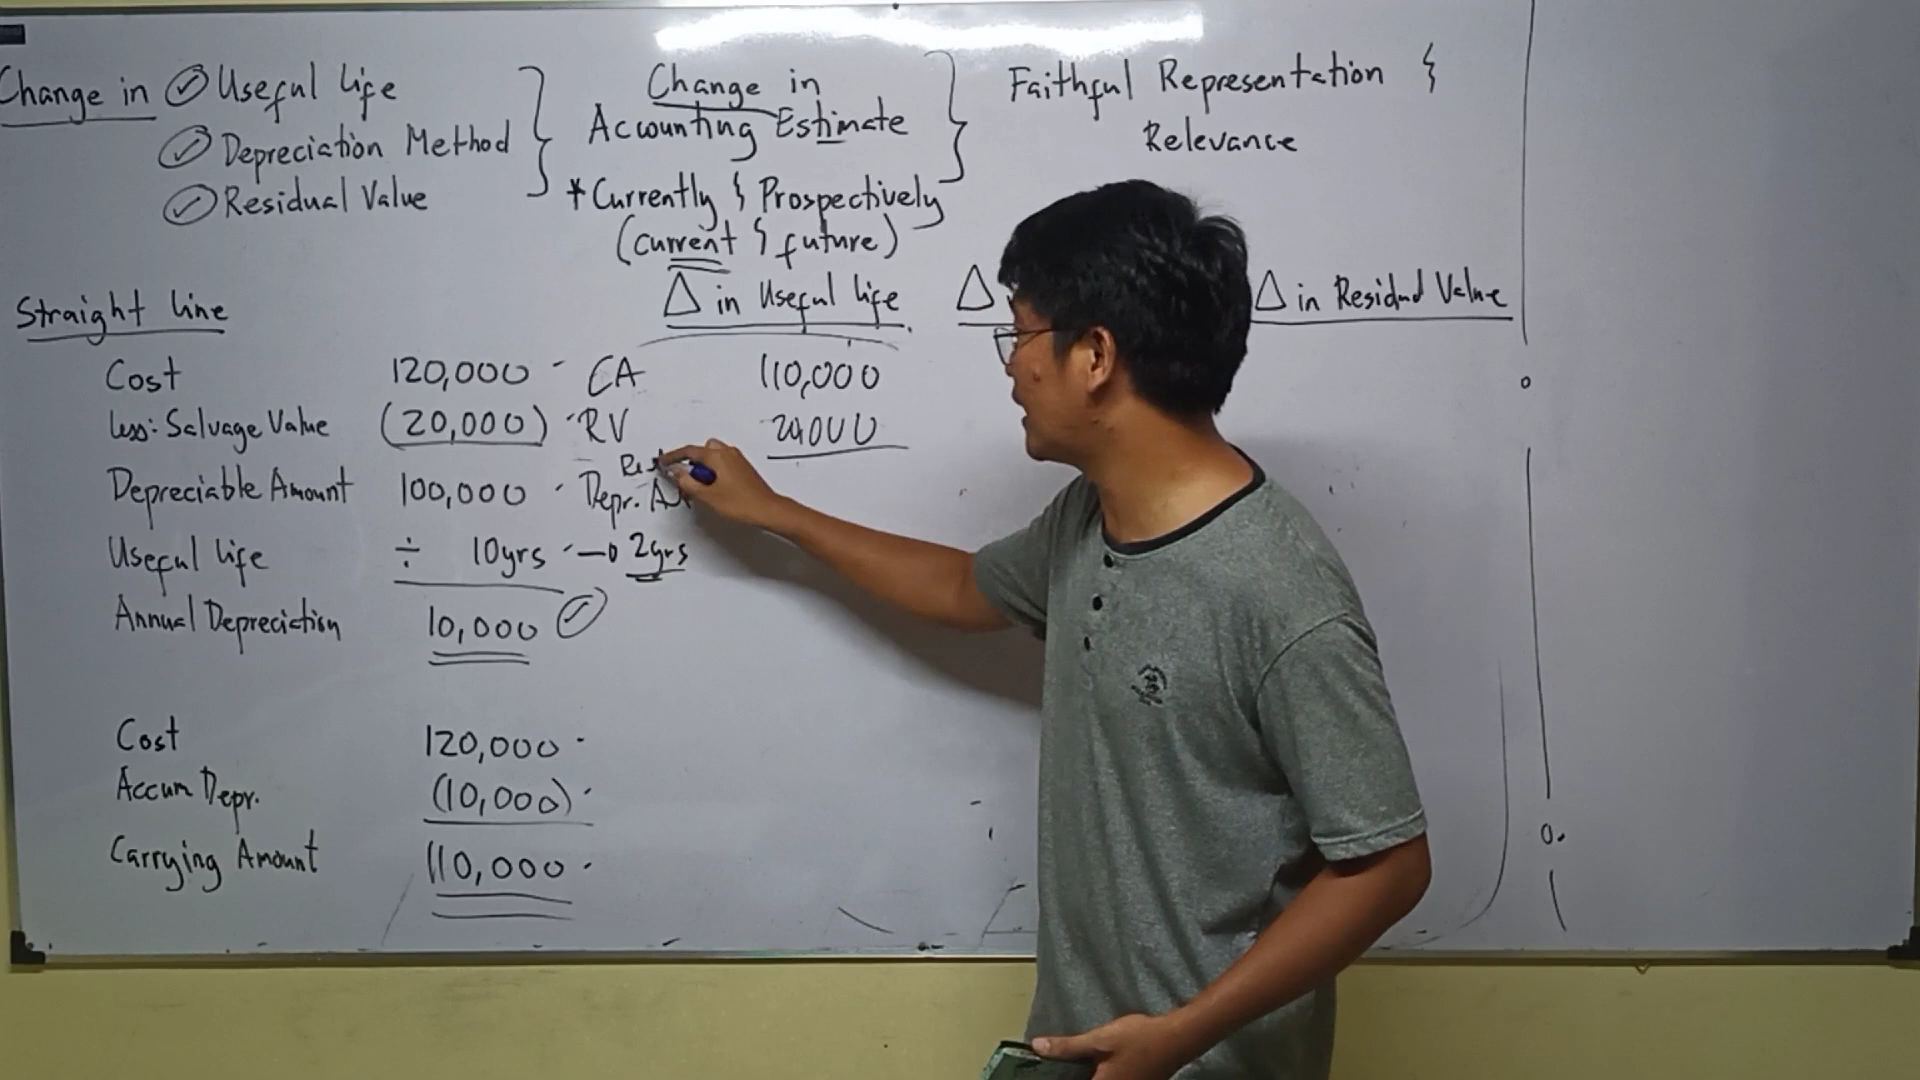 Change in Useful life
Depreciation Method
Residual Value
Change in
Accounting Estimate
*Currently & Prospectively
(current & future)
Faithful Representation &
Relevance
Straight line
Δ in Useful life
Δ
Δ in Residual Value
Cost 120,000 - CA 110,000
less: Salvage Value (20,000) RV 20,000
Depreciable Amount 100,000 Depr.
Useful life ÷ 10yrs → 2yrs
Annual Depreciation 10,000
Cost 120,000
Accum Depr. (10,000)
Carrying Amount 110,000